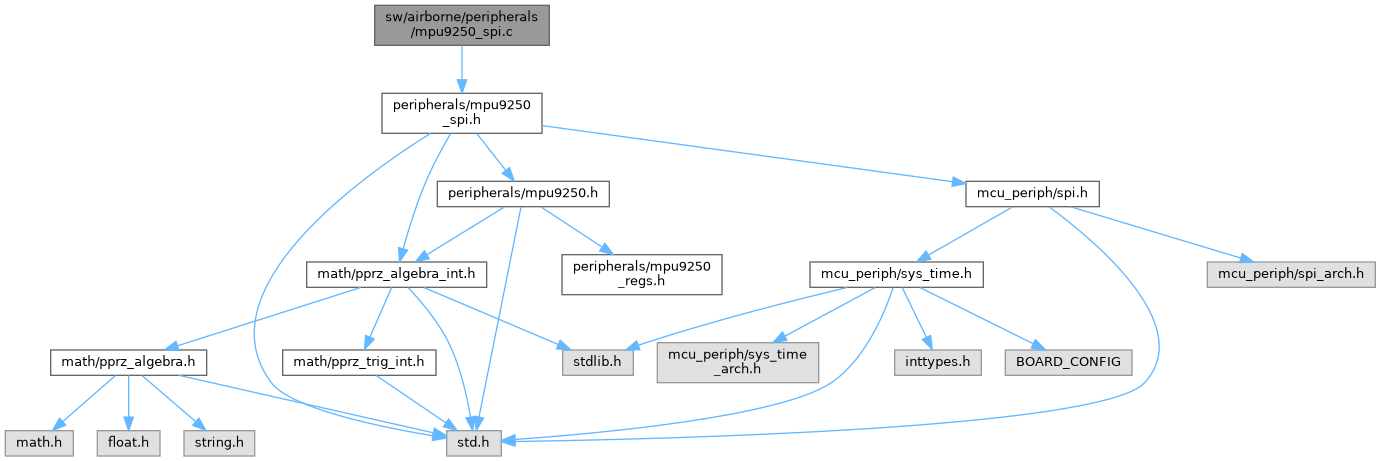 sw/airborne/peripherals
/mpu9250_spi.c
peripherals/mpu9250
_spi.h
peripherals/mpu9250.h
mcu_periph/spi.h
math/pprz_algebra_int.h
peripherals/mpu9250
_regs.h
mcu_periph/sys_time.h
mcu_periph/spi_arch.h
math/pprz_algebra.h
math/pprz_trig_int.h
stdlib.h
mcu_periph/sys_time
_arch.h
inttypes.h
BOARD_CONFIG
math.h
float.h
string.h
std.h